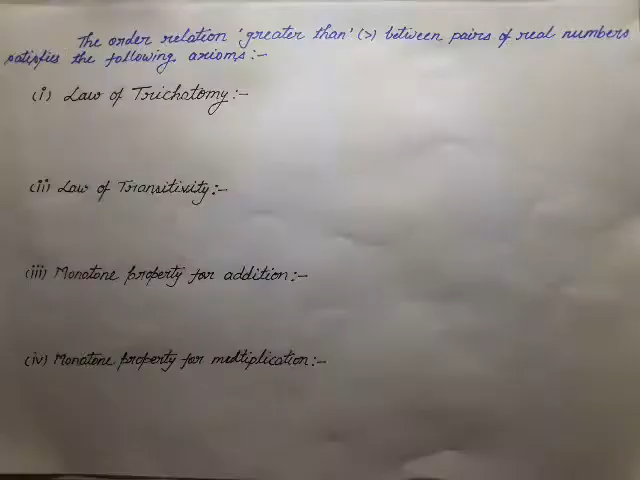 The order relation 'greater than' (>) between pairs of real numbers
satisfies the following axioms:-
(i) Law of Trichotomy:-
(ii) Law of Transitivity:-
(iii) Monotone property for addition:-
(iv) Monotone property for multiplication:-